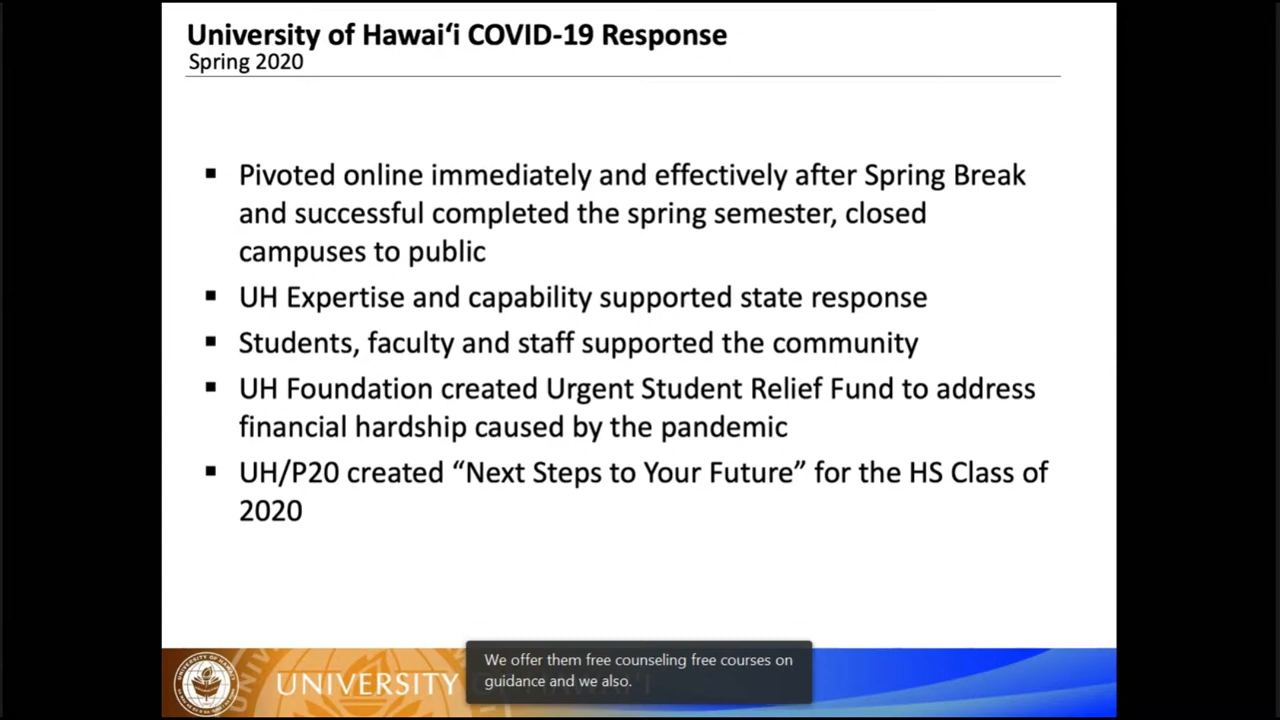 University of Hawaiʻi COVID-19 Response
Spring 2020
▪ Pivoted online immediately and effectively after Spring Break
and successful completed the spring semester, closed
campuses to public
▪ UH Expertise and capability supported state response
▪ Students, faculty and staff supported the community
▪ UH Foundation created Urgent Student Relief Fund to address
financial hardship caused by the pandemic
▪ UH/P20 created “Next Steps to Your Future” for the HS Class of
2020
UNIVERSITY
We offer them free counseling free courses on
guidance and we also.